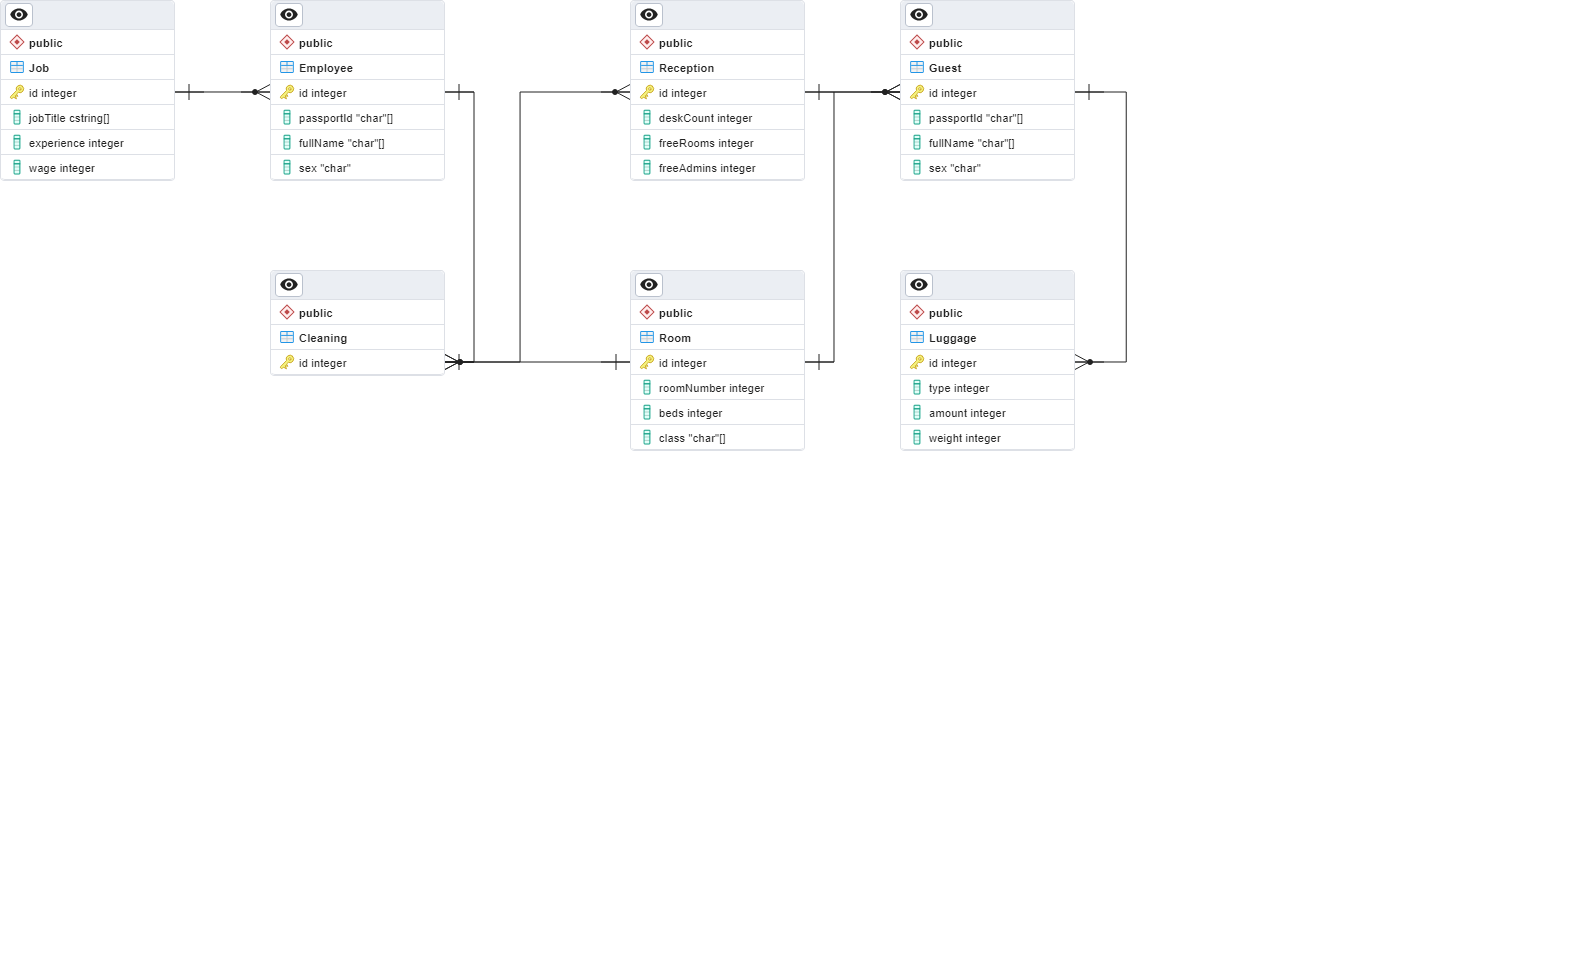 public
Job
id integer
jobTitle cstring[]
experience integer
wage integer
public
Employee
id integer
passportId "char"[]
fullName "char"[]
sex "char"
public
Reception
id integer
deskCount integer
freeRooms integer
freeAdmins integer
public
Guest
id integer
passportId "char"[]
fullName "char"[]
sex "char"
public
Cleaning
id integer
public
Room
id integer
roomNumber integer
beds integer
class "char"[]
public
Luggage
id integer
type integer
amount integer
weight integer